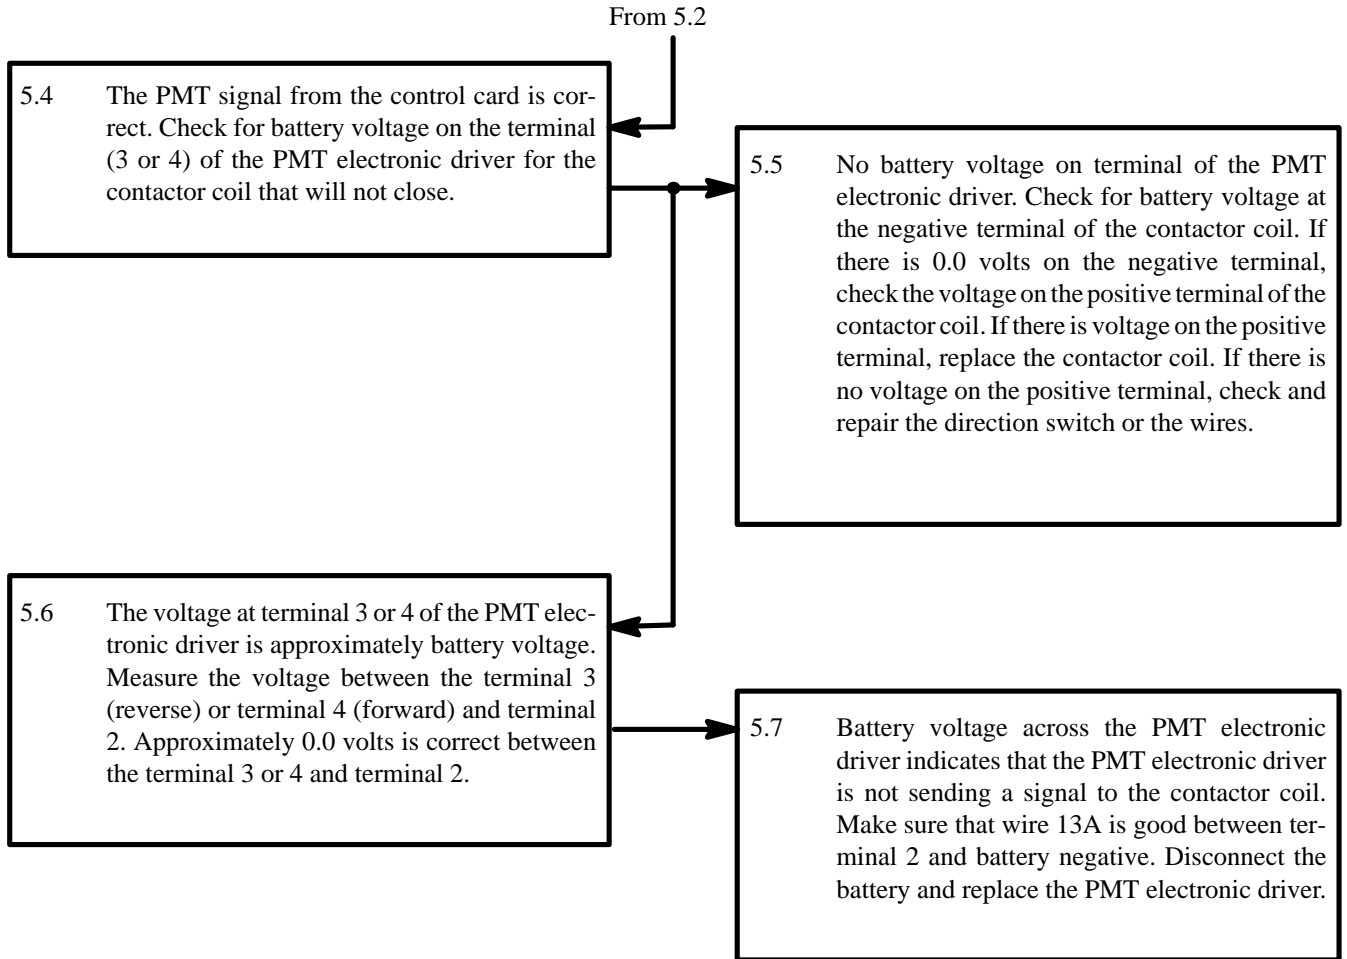 From 5.2
5.4 The PMT signal from the control card is cor-
rect. Check for battery voltage on the terminal
(3 or 4) of the PMT electronic driver for the
contactor coil that will not close.
5.5 No battery voltage on terminal of the PMT
electronic driver. Check for battery voltage at
the negative terminal of the contactor coil. If
there is 0.0 volts on the negative terminal,
check the voltage on the positive terminal of the
contactor coil. If there is voltage on the positive
terminal, replace the contactor coil. If there is
no voltage on the positive terminal, check and
repair the direction switch or the wires.
5.6 The voltage at terminal 3 or 4 of the PMT elec-
tronic driver is approximately battery voltage.
Measure the voltage between the terminal 3
(reverse) or terminal 4 (forward) and terminal
2. Approximately 0.0 volts is correct between
the terminal 3 or 4 and terminal 2.
5.7 Battery voltage across the PMT electronic
driver indicates that the PMT electronic driver
is not sending a signal to the contactor coil.
Make sure that wire 13A is good between ter-
minal 2 and battery negative. Disconnect the
battery and replace the PMT electronic driver.